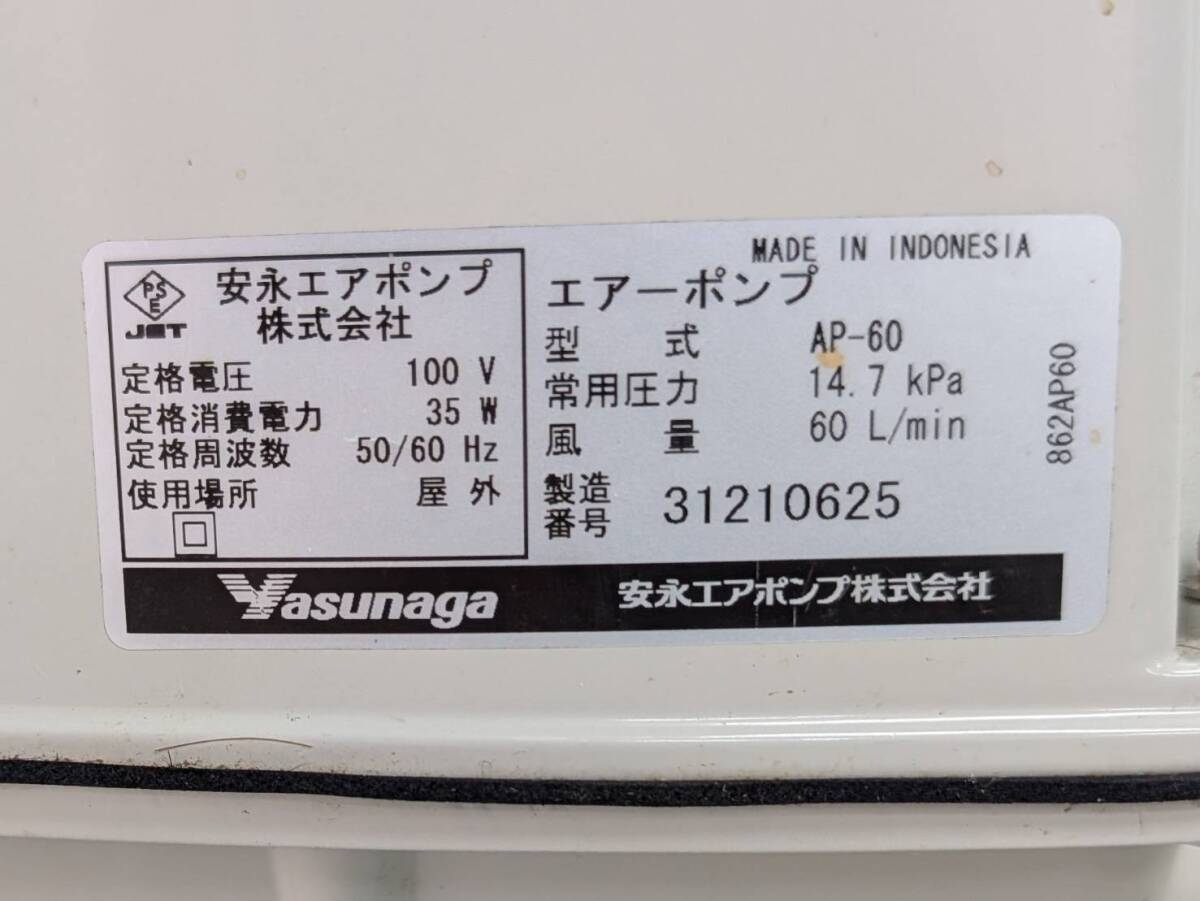 PSE
JET
安永エアポンプ
株式会社
定格電圧 100 V
定格消費電力 35 W
定格周波数 50/60 Hz
使用場所 屋外
MADE IN INDONESIA
エアーポンプ
型式 AP-60
常用圧力 14.7 kPa
風量 60 L/min
製造
番号 31210625
862AP60
Yasunaga 安永エアポンプ株式会社